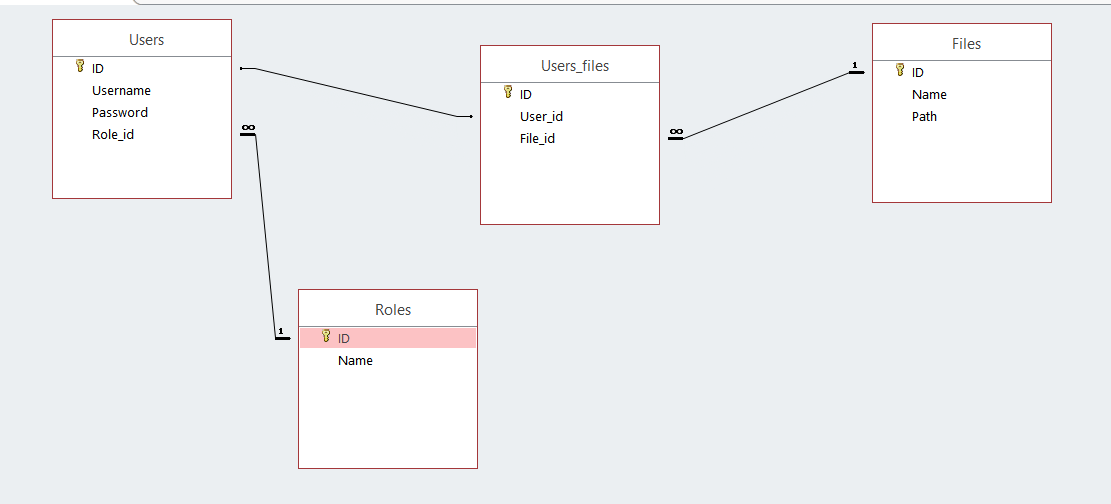 Users
ID
Username
Password
Role_id
Users_files
ID
User_id
File_id
Files
ID
Name
Path
1
∞
∞
1
Roles
ID
Name